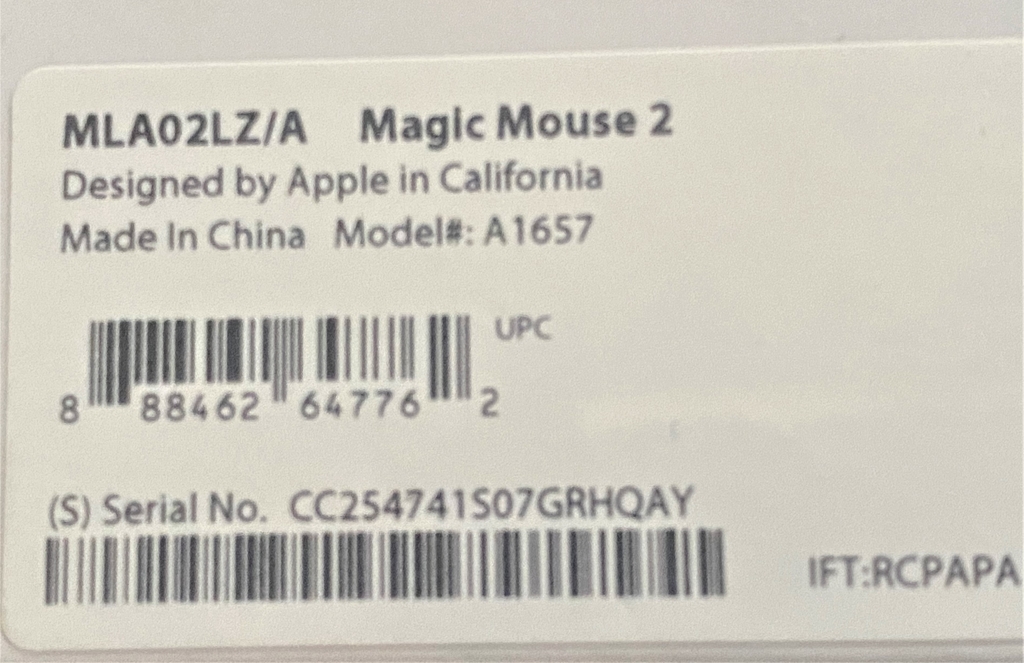 MLA02LZ/A Magic Mouse 2
Designed by Apple in California
Made In China Model#: A1657
UPC
8 88462 64776 2
(S) Serial No. CC254741S07GRHQAY
IFT:RCPAPA